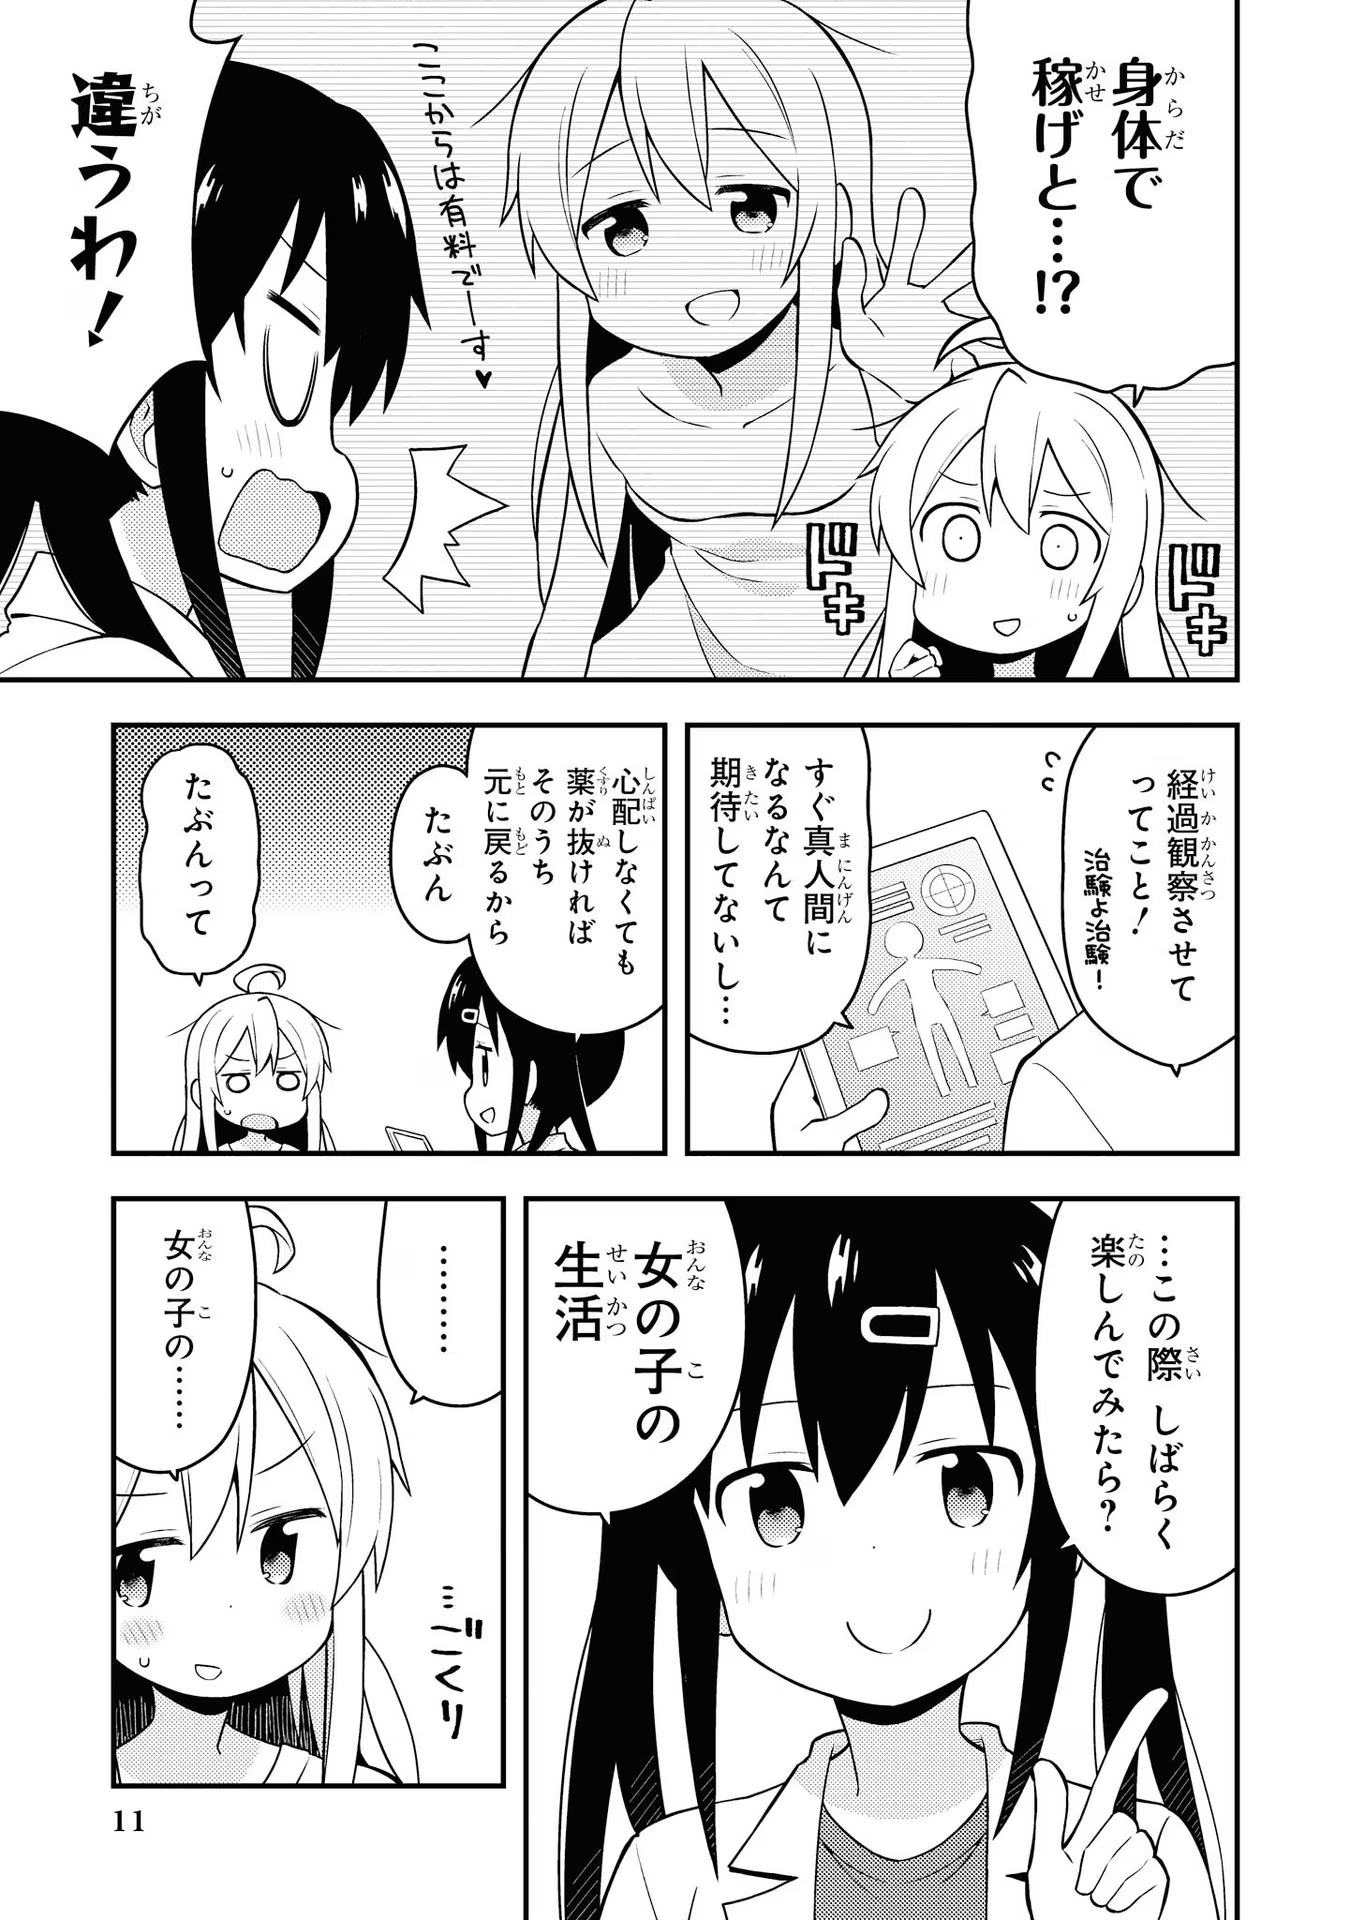 身体で
稼げと…!?
ドキ
ドキ
ここからは有料でーす♥
違うわ！
経過観察させて
ってこと！
治験よ治験！
すぐ真人間に
なるなんて
期待してないし…
心配しなくても
薬が抜ければ
そのうち
元に戻るから
たぶん
たぶんって
…この際 しばらく
楽しんでみたら？
女の子の
生活
………
女の子の……
…ごくり
11